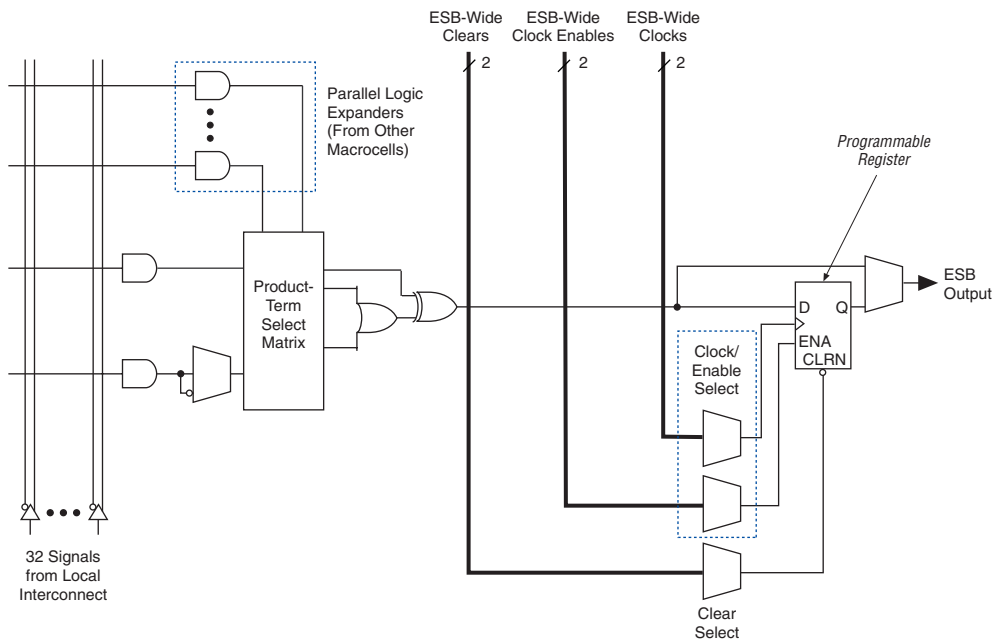 ESB-Wide
Clears
ESB-Wide
Clock Enables
ESB-Wide
Clocks
2
2
2
Parallel Logic
Expanders
(From Other
Macrocells)
Programmable
Register
Product-
Term
Select
Matrix
ESB
Output
D
Q
ENA
CLRN
Clock/
Enable
Select
32 Signals
from Local
Interconnect
Clear
Select